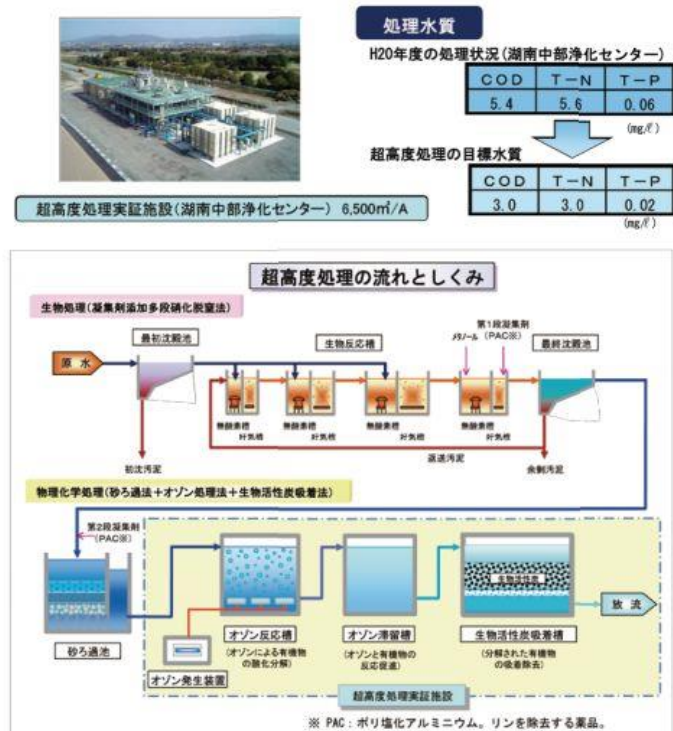 処理水質
H20年度の処理状況(湖南中部浄化センター)
COD T－N T－P
5.4 5.6 0.06
(mg/ℓ)
超高度処理の目標水質
COD T－N T－P
3.0 3.0 0.02
(mg/ℓ)
超高度処理実証施設(湖南中部浄化センター) 6,500㎥/A
超高度処理の流れとしくみ
生物処理(凝集剤添加多段硝化脱窒法)
最初沈殿池
生物反応槽
メタノール
第1段凝集剤
(PAC※)
最終沈殿池
原水
無酸素槽 好気槽 無酸素槽 好気槽 無酸素槽 好気槽 無酸素槽 好気槽
返送汚泥
初沈汚泥
余剰汚泥
物理化学処理(砂ろ過法＋オゾン処理法＋生物活性炭吸着法)
第2段凝集剤
(PAC※)
生物活性炭
放流
砂ろ過池
オゾン反応槽
(オゾンによる有機物
の酸化分解)
オゾン滞留槽
(オゾンと有機物の
反応促進)
生物活性炭吸着槽
(分解された有機物
の吸着除去)
オゾン発生装置
超高度処理実証施設
※ PAC：ポリ塩化アルミニウム。リンを除去する薬品。